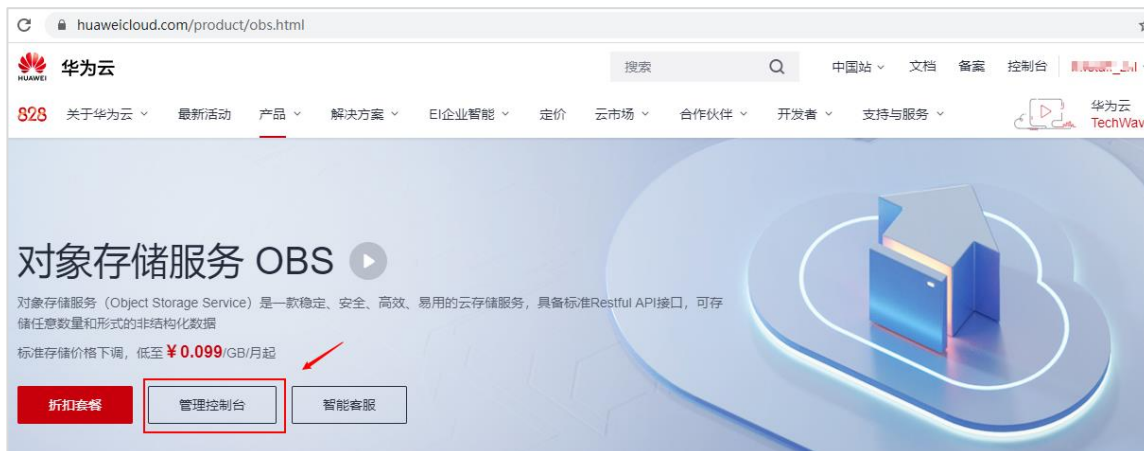 huaweicloud.com/product/obs.html
HUAWEI 华为云 搜索 中国站 文档 备案 控制台
828 关于华为云 最新活动 产品 解决方案 EI企业智能 定价 云市场 合作伙伴 开发者 支持与服务 华为云
TechWav
对象存储服务 OBS
对象存储服务（Object Storage Service）是一款稳定、安全、高效、易用的云存储服务，具备标准Restful API接口，可存
储任意数量和形式的非结构化数据
标准存储价格下调，低至¥0.099/GB/月起
折扣套餐 管理控制台 智能客服